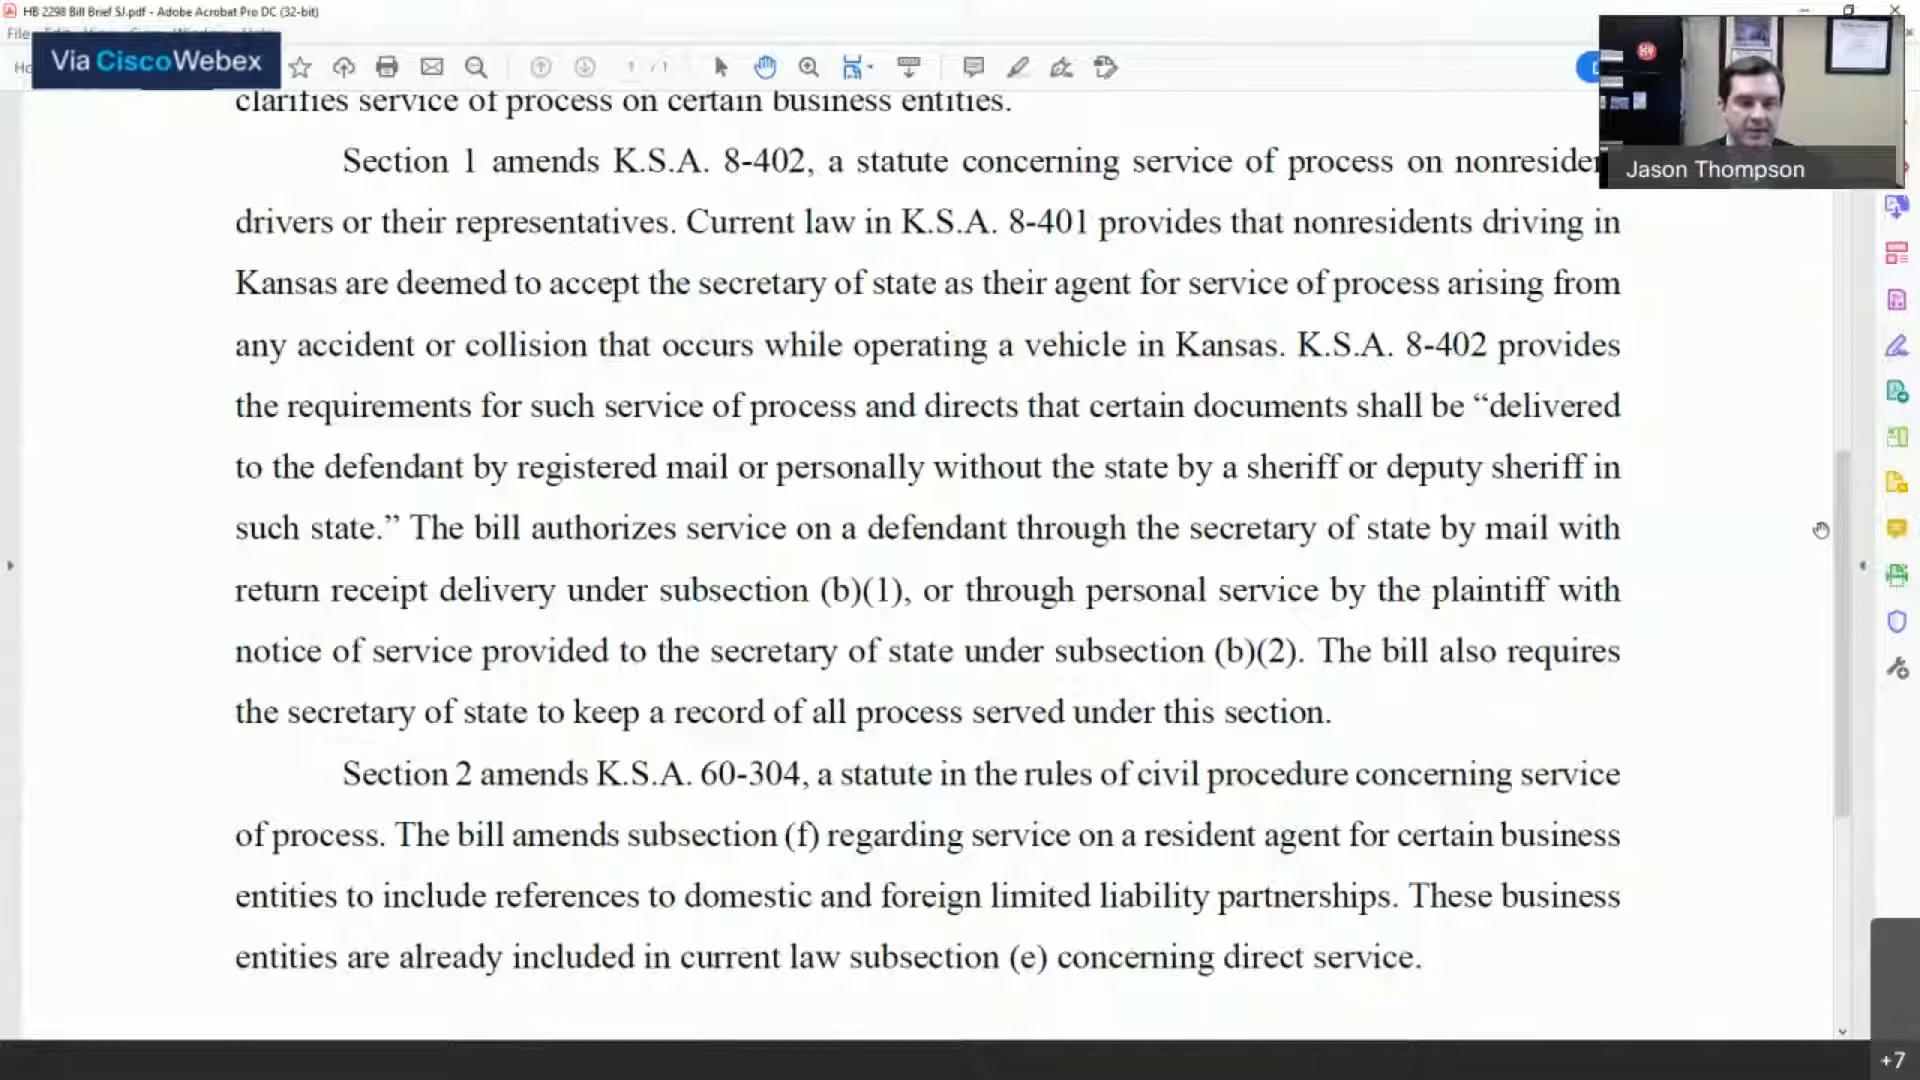 HB 2298 Bill Brief SJ.pdf - Adobe Acrobat Pro DC (32-bit)
File Edit View
Via CiscoWebex
1 / 1
clarifies service of process on certain business entities.
Section 1 amends K.S.A. 8-402, a statute concerning service of process on
drivers or their representatives. Current law in K.S.A. 8-401 provides that nonresidents driving in
Kansas are deemed to accept the secretary of state as their agent for service of process arising from
any accident or collision that occurs while operating a vehicle in Kansas. K.S.A. 8-402 provides
the requirements for such service of process and directs that certain documents shall be “delivered
to the defendant by registered mail or personally without the state by a sheriff or deputy sheriff in
such state.” The bill authorizes service on a defendant through the secretary of state by mail with
return receipt delivery under subsection (b)(1), or through personal service by the plaintiff with
notice of service provided to the secretary of state under subsection (b)(2). The bill also requires
the secretary of state to keep a record of all process served under this section.
Section 2 amends K.S.A. 60-304, a statute in the rules of civil procedure concerning service
of process. The bill amends subsection (f) regarding service on a resident agent for certain business
entities to include references to domestic and foreign limited liability partnerships. These business
entities are already included in current law subsection (e) concerning direct service.
Jason Thompson
+7